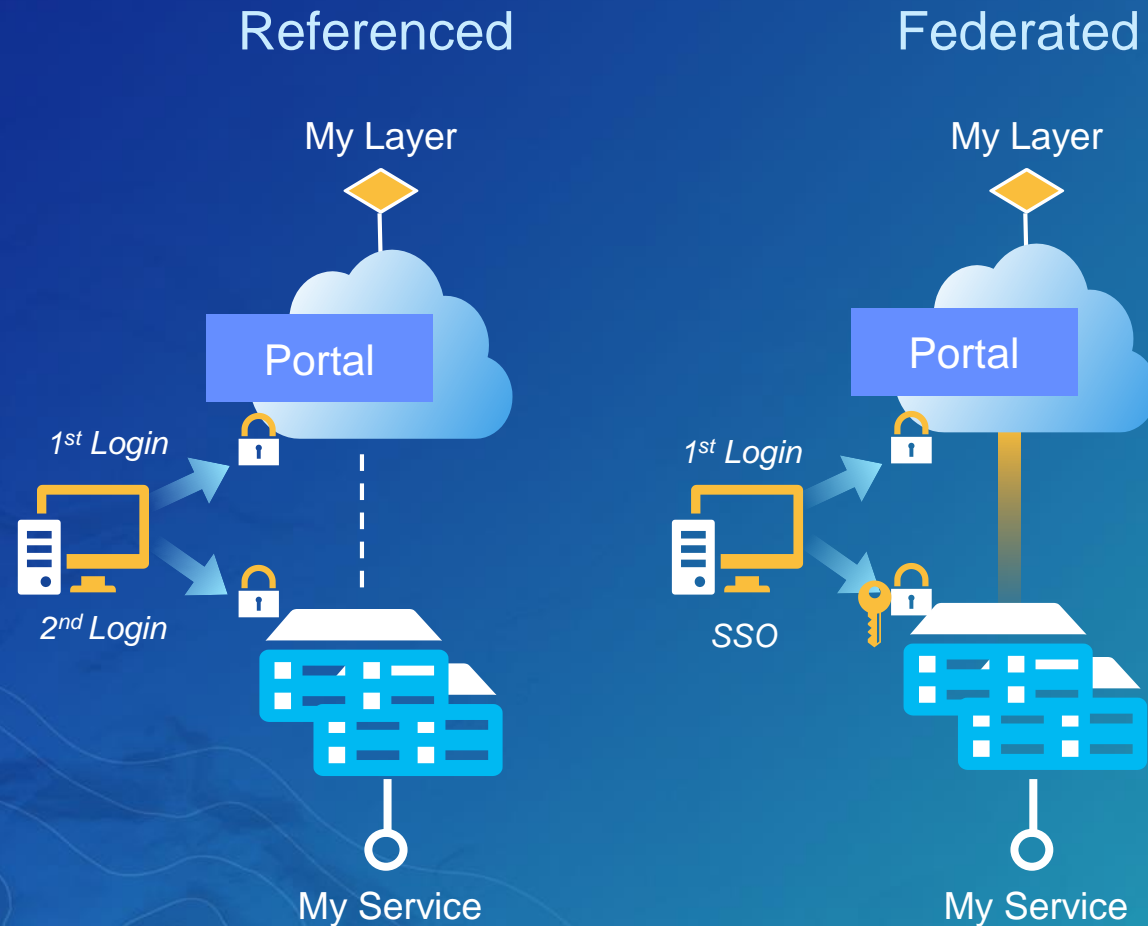 Referenced
My Layer
Portal
1st Login
2nd Login
My Service
Federated
My Layer
Portal
1st Login
SSO
My Service